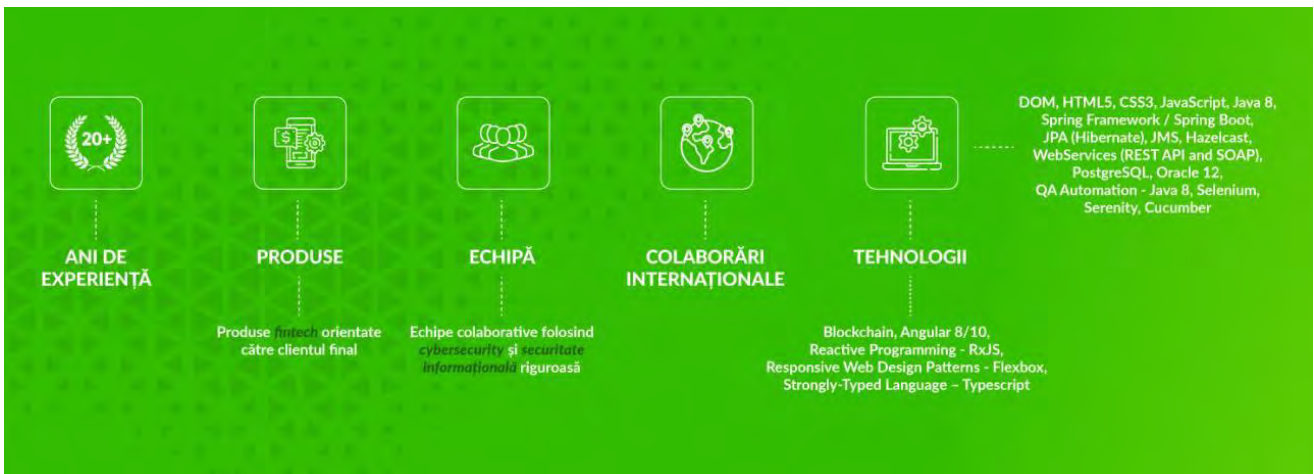 20+
ANI DE
EXPERIENȚĂ
PRODUSE
Produse fintech orientate
către clientul final
ECHIPĂ
Echipe colaborative folosind
cybersecurity și securitate
informațională riguroasă
COLABORĂRI
INTERNAȚIONALE
TEHNOLOGII
DOM, HTML5, CSS3, JavaScript, Java 8,
Spring Framework / Spring Boot,
JPA (Hibernate), JMS, Hazelcast,
WebServices (REST API and SOAP),
PostgreSQL, Oracle 12,
QA Automation - Java 8, Selenium,
Serenity, Cucumber
Blockchain, Angular 8/10,
Reactive Programming - RxJS,
Responsive Web Design Patterns - Flexbox,
Strongly-Typed Language – Typescript